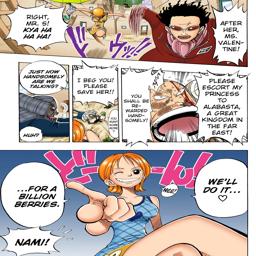 AFTER
HER,
MS.
VALEN-
TINE!
RIGHT,
MR. 5!
KYA HA
HA HA!
PLEASE
ESCORT MY
PRINCESS
TO
ALABASTA,
A GREAT
KINGDOM IN
THE FAR
EAST!
YOU
SHALL BE
RE-
WARDED
HAND-
SOMELY!
I BEG YOU!
PLEASE
SAVE HER!!
JUST HOW
HANDSOMELY
ARE WE
TALKING?
HUH?
WE'LL
DO IT...
♡
...FOR A
BILLION
BERRIES.
NAMI!!